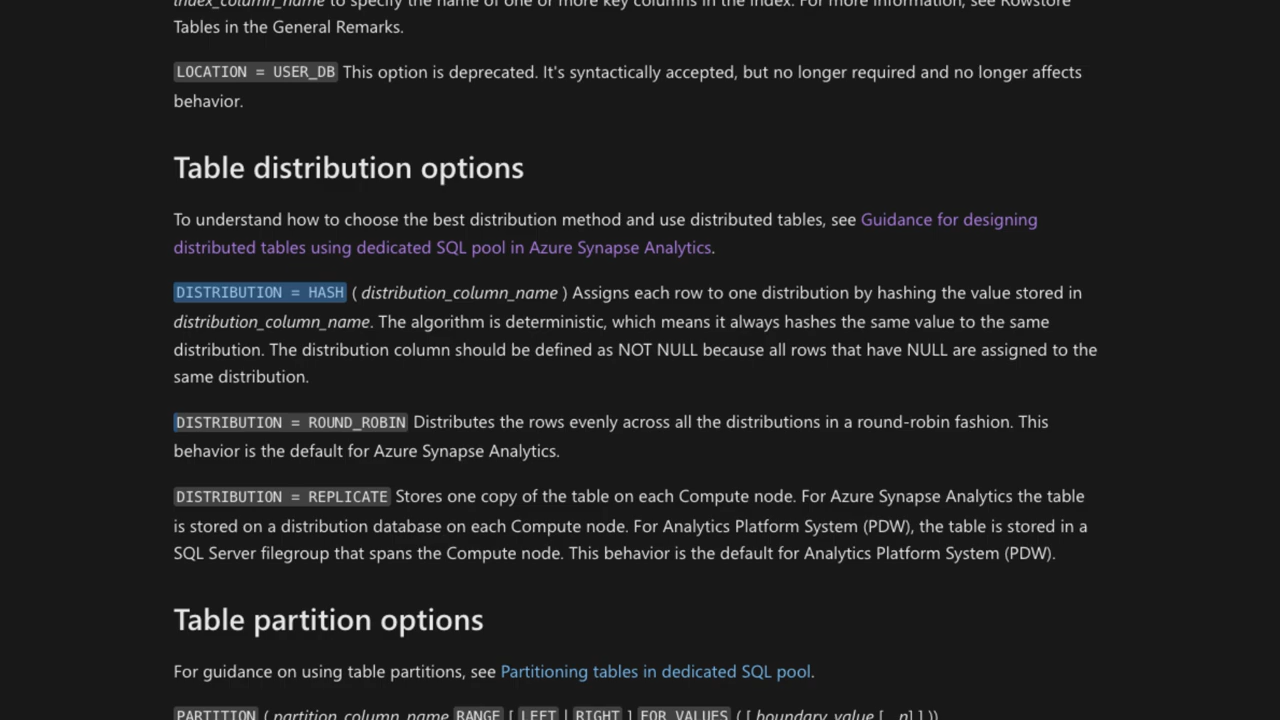 index_column_name to specify the name of one or more key columns in the index. For more information, see Rowstore
Tables in the General Remarks.
LOCATION = USER_DB This option is deprecated. It's syntactically accepted, but no longer required and no longer affects
behavior.
Table distribution options
To understand how to choose the best distribution method and use distributed tables, see Guidance for designing
distributed tables using dedicated SQL pool in Azure Synapse Analytics.
DISTRIBUTION = HASH ( distribution_column_name ) Assigns each row to one distribution by hashing the value stored in
distribution_column_name. The algorithm is deterministic, which means it always hashes the same value to the same
distribution. The distribution column should be defined as NOT NULL because all rows that have NULL are assigned to the
same distribution.
DISTRIBUTION = ROUND_ROBIN Distributes the rows evenly across all the distributions in a round-robin fashion. This
behavior is the default for Azure Synapse Analytics.
DISTRIBUTION = REPLICATE Stores one copy of the table on each Compute node. For Azure Synapse Analytics the table
is stored on a distribution database on each Compute node. For Analytics Platform System (PDW), the table is stored in a
SQL Server filegroup that spans the Compute node. This behavior is the default for Analytics Platform System (PDW).
Table partition options
For guidance on using table partitions, see Partitioning tables in dedicated SQL pool.
PARTITION ( partition_column_name RANGE [ LEFT | RIGHT ] FOR VALUES ( [ boundary_value [,...n] ] ))